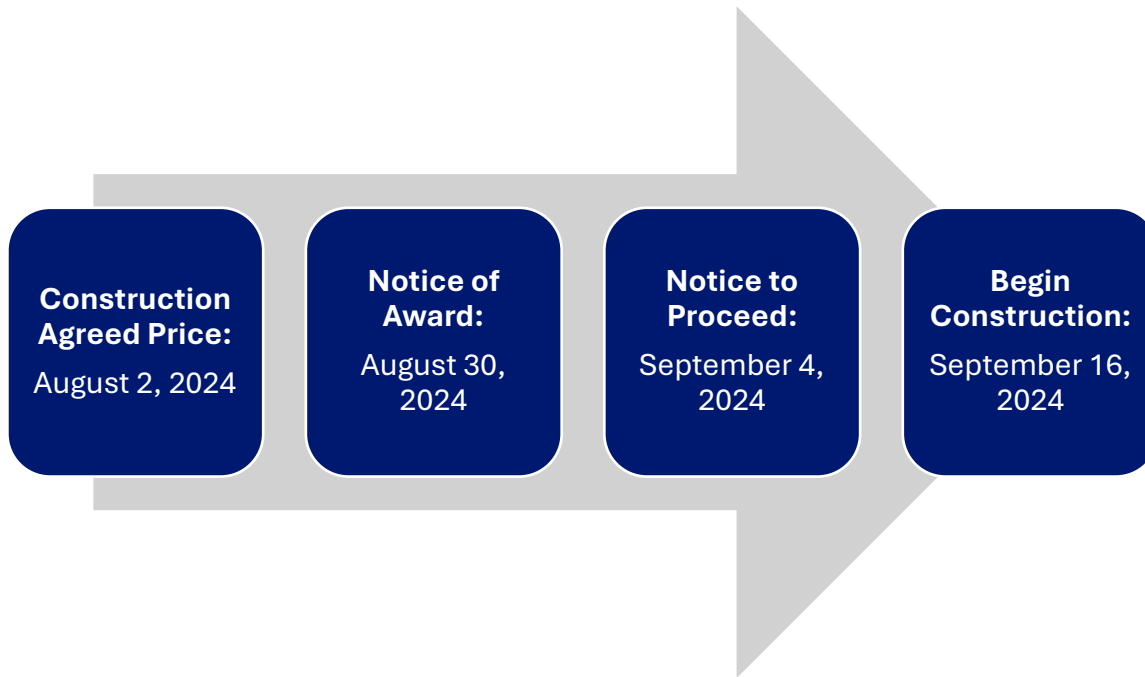 Construction
Agreed Price:
August 2, 2024
Notice of
Award:
August 30,
2024
Notice to
Proceed:
September 4,
2024
Begin
Construction:
September 16,
2024